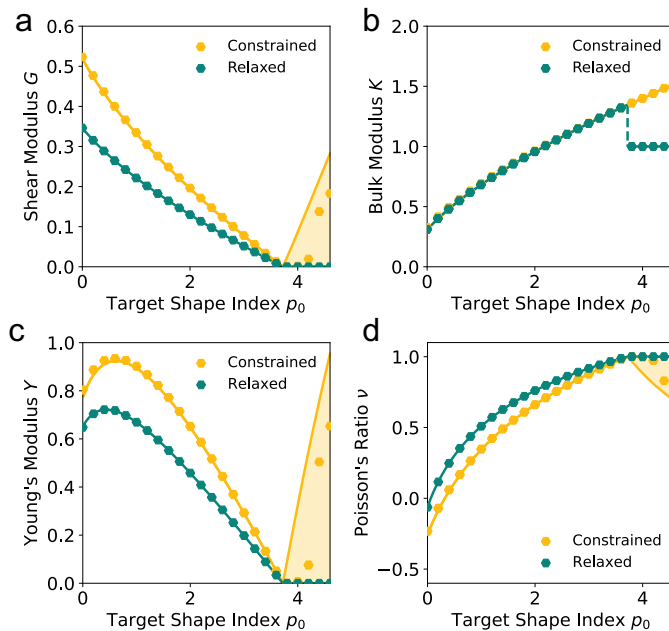 a
0.6
0.5
0.4
0.3
0.2
0.1
0.0
Shear Modulus G
Constrained
Relaxed
0
2
4
Target Shape Index p₀
b
2.0
1.5
1.0
0.5
0.0
Bulk Modulus K
Constrained
Relaxed
0
2
4
Target Shape Index p₀
c
1.0
0.8
0.6
0.4
0.2
0.0
Young's Modulus Y
Constrained
Relaxed
0
2
4
Target Shape Index p₀
d
1.0
0.5
0.0
−0.5
Poisson's Ratio ν
Constrained
Relaxed
0
2
4
Target Shape Index p₀